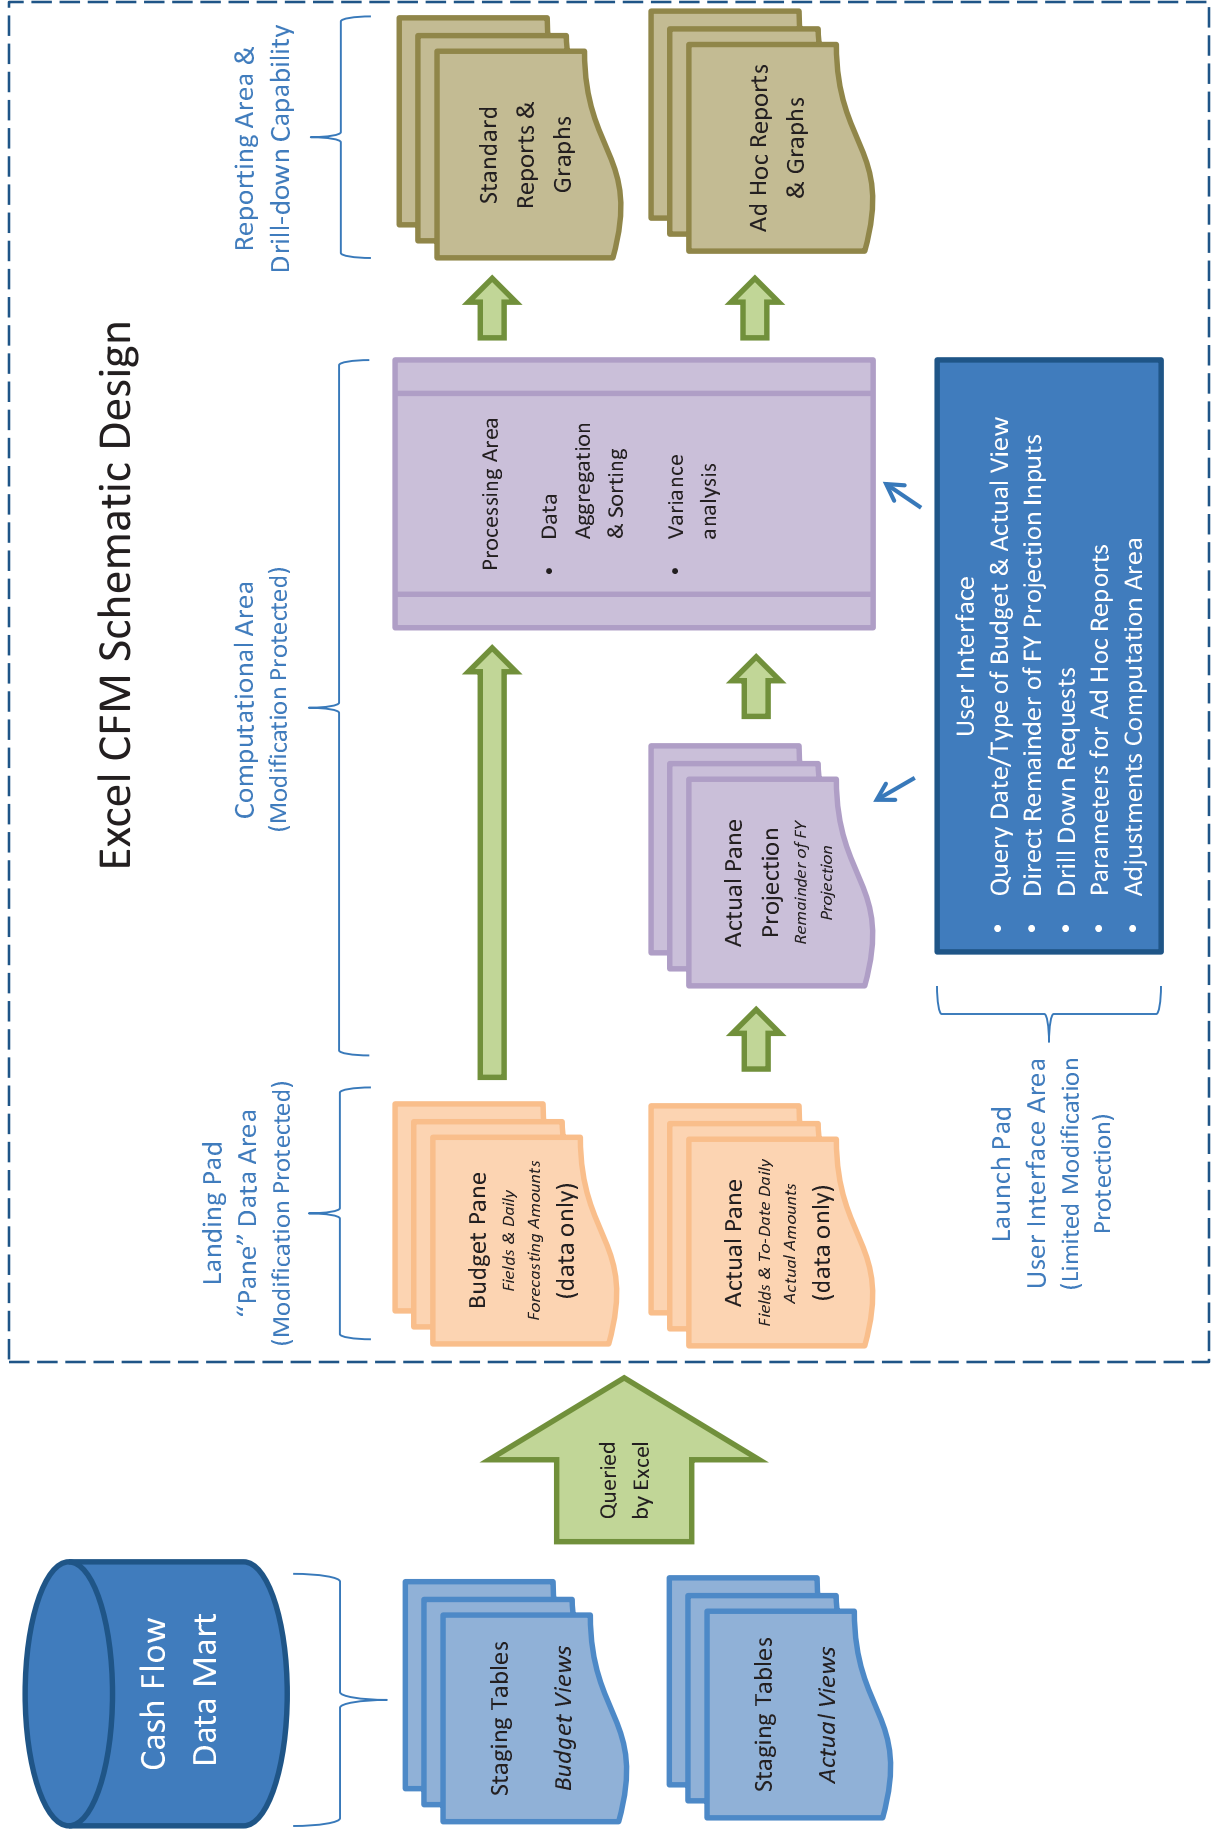 Excel CFM Schematic Design
Cash Flow
Data Mart
Staging Tables
Budget Views
Staging Tables
Actual Views
Queried
by Excel
Landing Pad
“Pane” Data Area
(Modification Protected)
Budget Pane
Fields & Daily
Forecasting Amounts
(data only)
Actual Pane
Fields & To-Date Daily
Actual Amounts
(data only)
Computational Area
(Modification Protected)
Actual Pane
Projection
Remainder of FY
Projection
Processing Area
• Data
Aggregation
& Sorting
• Variance
analysis
Reporting Area &
Drill-down Capability
Standard
Reports &
Graphs
Ad Hoc Reports
& Graphs
Launch Pad
User Interface Area
(Limited Modification
Protection)
User Interface
• Query Date/Type of Budget & Actual View
• Direct Remainder of FY Projection Inputs
• Drill Down Requests
• Parameters for Ad Hoc Reports
• Adjustments Computation Area